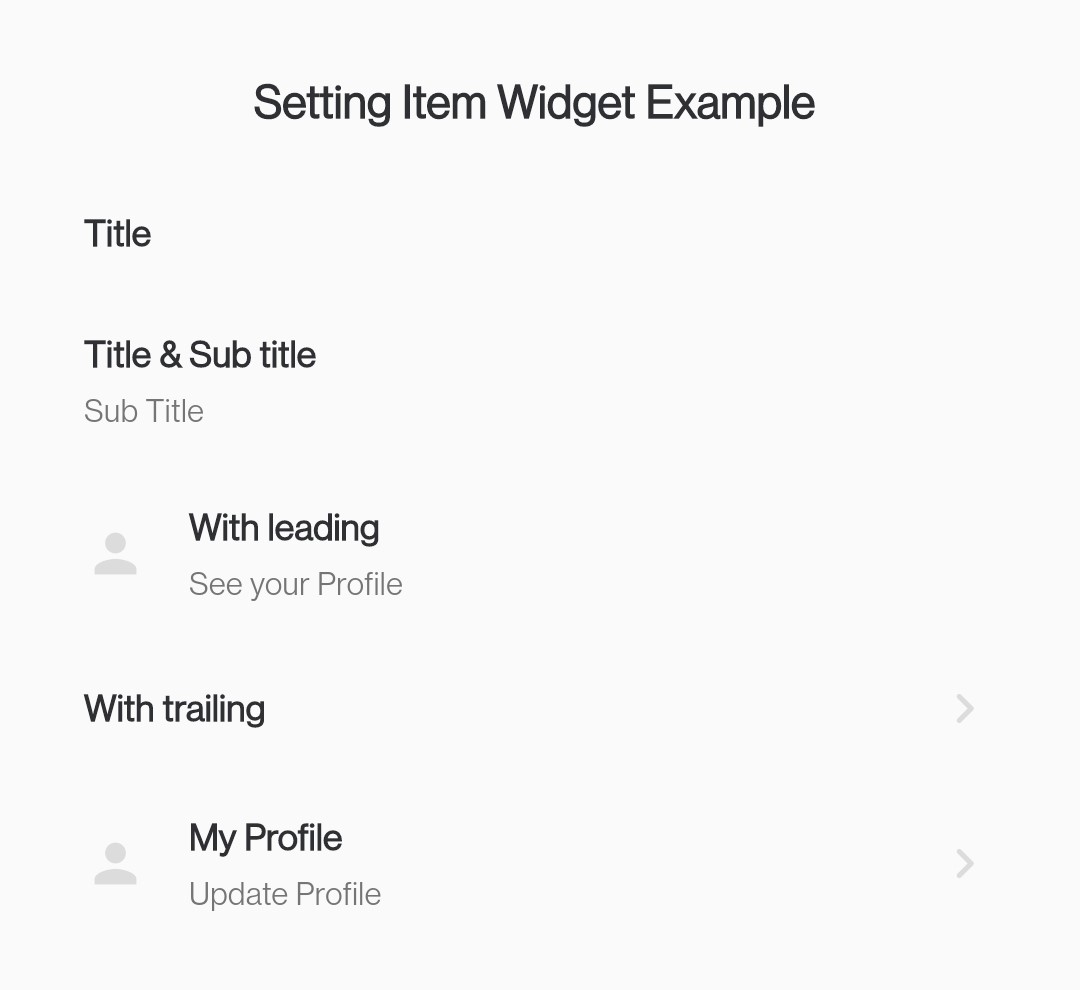 Setting Item Widget Example
Title
Title & Sub title
Sub Title
With leading
See your Profile
With trailing
My Profile
Update Profile